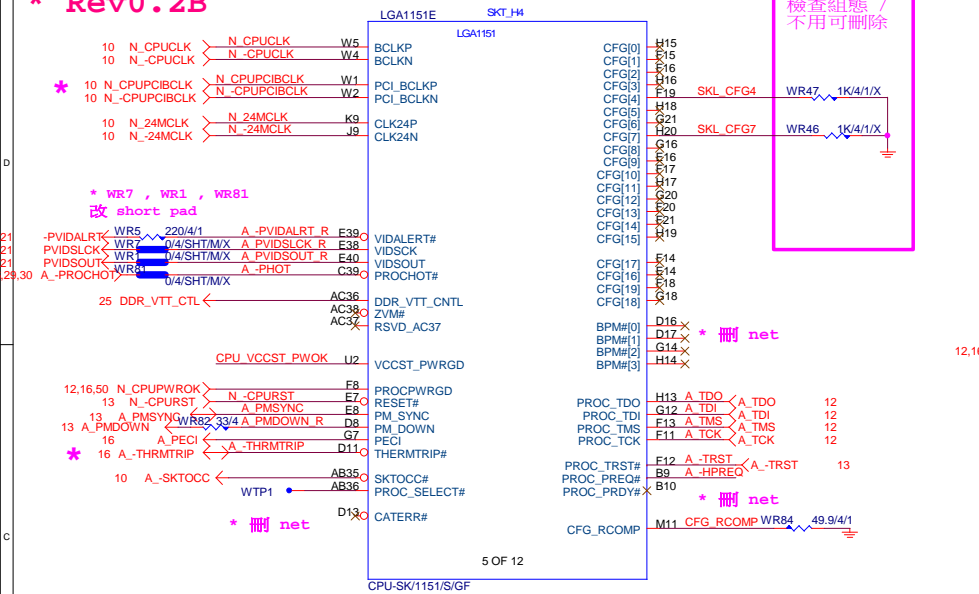 * Rev0.2B
LGA1151E
SKT_H4
LGA1151
檢查組態 /
不用可刪除
10 N_CPUCLK N_CPUCLK W5 BCLKP
10 N_-CPUCLK N_-CPUCLK W4 BCLKN
* 10 N_CPUPCIBCLK N_CPUPCIBCLK W1 PCI_BCLKP
10 N_-CPUPCIBCLK N_-CPUPCIBCLK W2 PCI_BCLKN
10 N_24MCLK N_24MCLK K9 CLK24P
10 N_-24MCLK N_-24MCLK J9 CLK24N
D
* WR7 , WR1 , WR81
改 short pad
21 -PVIDALRT WR5 220/4/1 A_-PVIDALRT_R E39 VIDALERT#
21 PVIDSLCK WR7 0/4/SHT/M/X A_PVIDSLCK_R E38 VIDSCK
21 PVIDSOUT WR1 0/4/SHT/M/X A_PVIDSOUT_R E40 VIDSOUT
,29,30 A_-PROCHOT WR81 0/4/SHT/M/X A_-PHOT C39 PROCHOT#
25 DDR_VTT_CTL AC36 DDR_VTT_CNTL
AC38 ZVM#
AC37 RSVD_AC37
CPU_VCCST_PWOK U2 VCCST_PWRGD
12,16,50 N_CPUPWROK F8 PROCPWRGD
13 N_-CPURST N_-CPURST E7 RESET#
13 A_PMSYNC A_PMSYNC E8 PM_SYNC
13 A_PMDOWN WR82 33/4 A_PMDOWN_R D8 PM_DOWN
16 A_PECI G7 PECI
* 16 A_-THRMTRIP A_-THRMTRIP D11 THERMTRIP#
10 A_-SKTOCC AB35 SKTOCC#
WTP1 AB36 PROC_SELECT#
* 刪 net D13 CATERR#
C
CFG[0] H15
CFG[1] F15
CFG[2] F16
CFG[3] H16
CFG[4] F19 SKL_CFG4 WR47 1K/4/1/X
CFG[5] H18
CFG[6] G21
CFG[7] H20 SKL_CFG7 WR46 1K/4/1/X
CFG[8] G16
CFG[9] E16
CFG[10] F17
CFG[11] H17
CFG[12] G20
CFG[13] F20
CFG[14] F21
CFG[15] H19
CFG[17] F14
CFG[16] E14
CFG[19] F18
CFG[18] G18
BPM#[0] D16
BPM#[1] D17
BPM#[2] G14
BPM#[3] H14
* 刪 net
12,16
PROC_TDO H13 A_TDO A_TDO 12
PROC_TDI G12 A_TDI A_TDI 12
PROC_TMS F13 A_TMS A_TMS 12
PROC_TCK F11 A_TCK A_TCK 12
PROC_TRST# F12 A_-TRST A_-TRST 13
PROC_PREQ# B9 A_-HPREQ
PROC_PRDY# B10
* 刪 net
CFG_RCOMP M11 CFG_RCOMP WR84 49.9/4/1
5 OF 12
CPU-SK/1151/S/GF